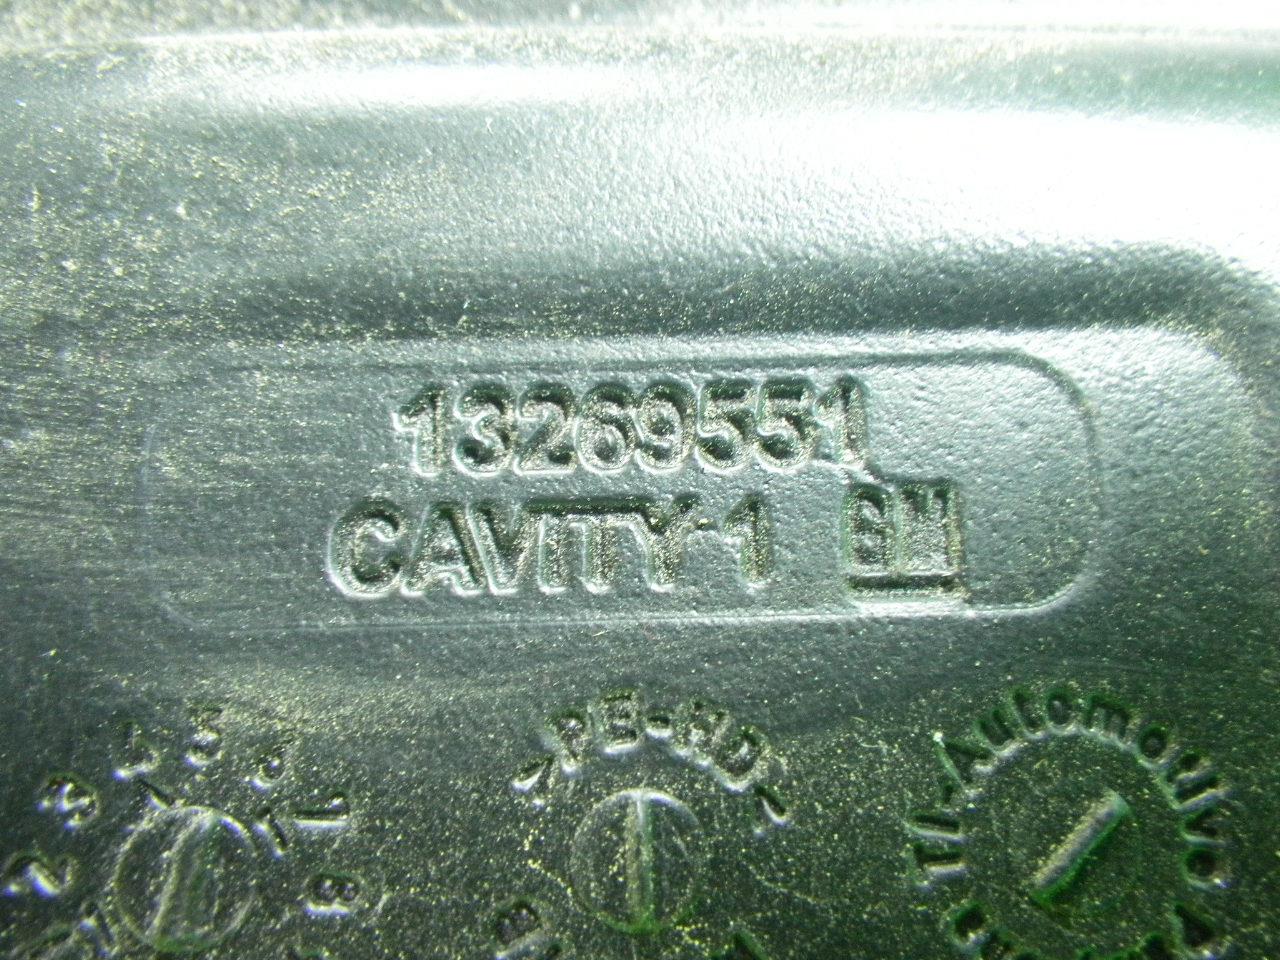 13269551
CAVITY-1 GM
>PE-HD<
TI-Automotive